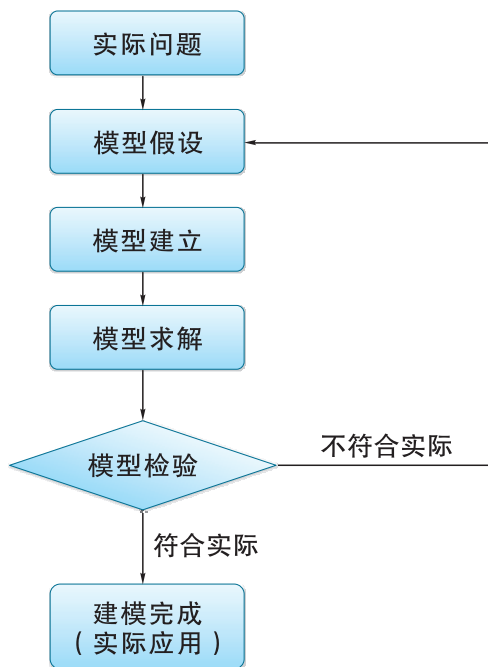 实际问题
模型假设
模型建立
模型求解
模型检验
不符合实际
符合实际
建模完成
（实际应用）